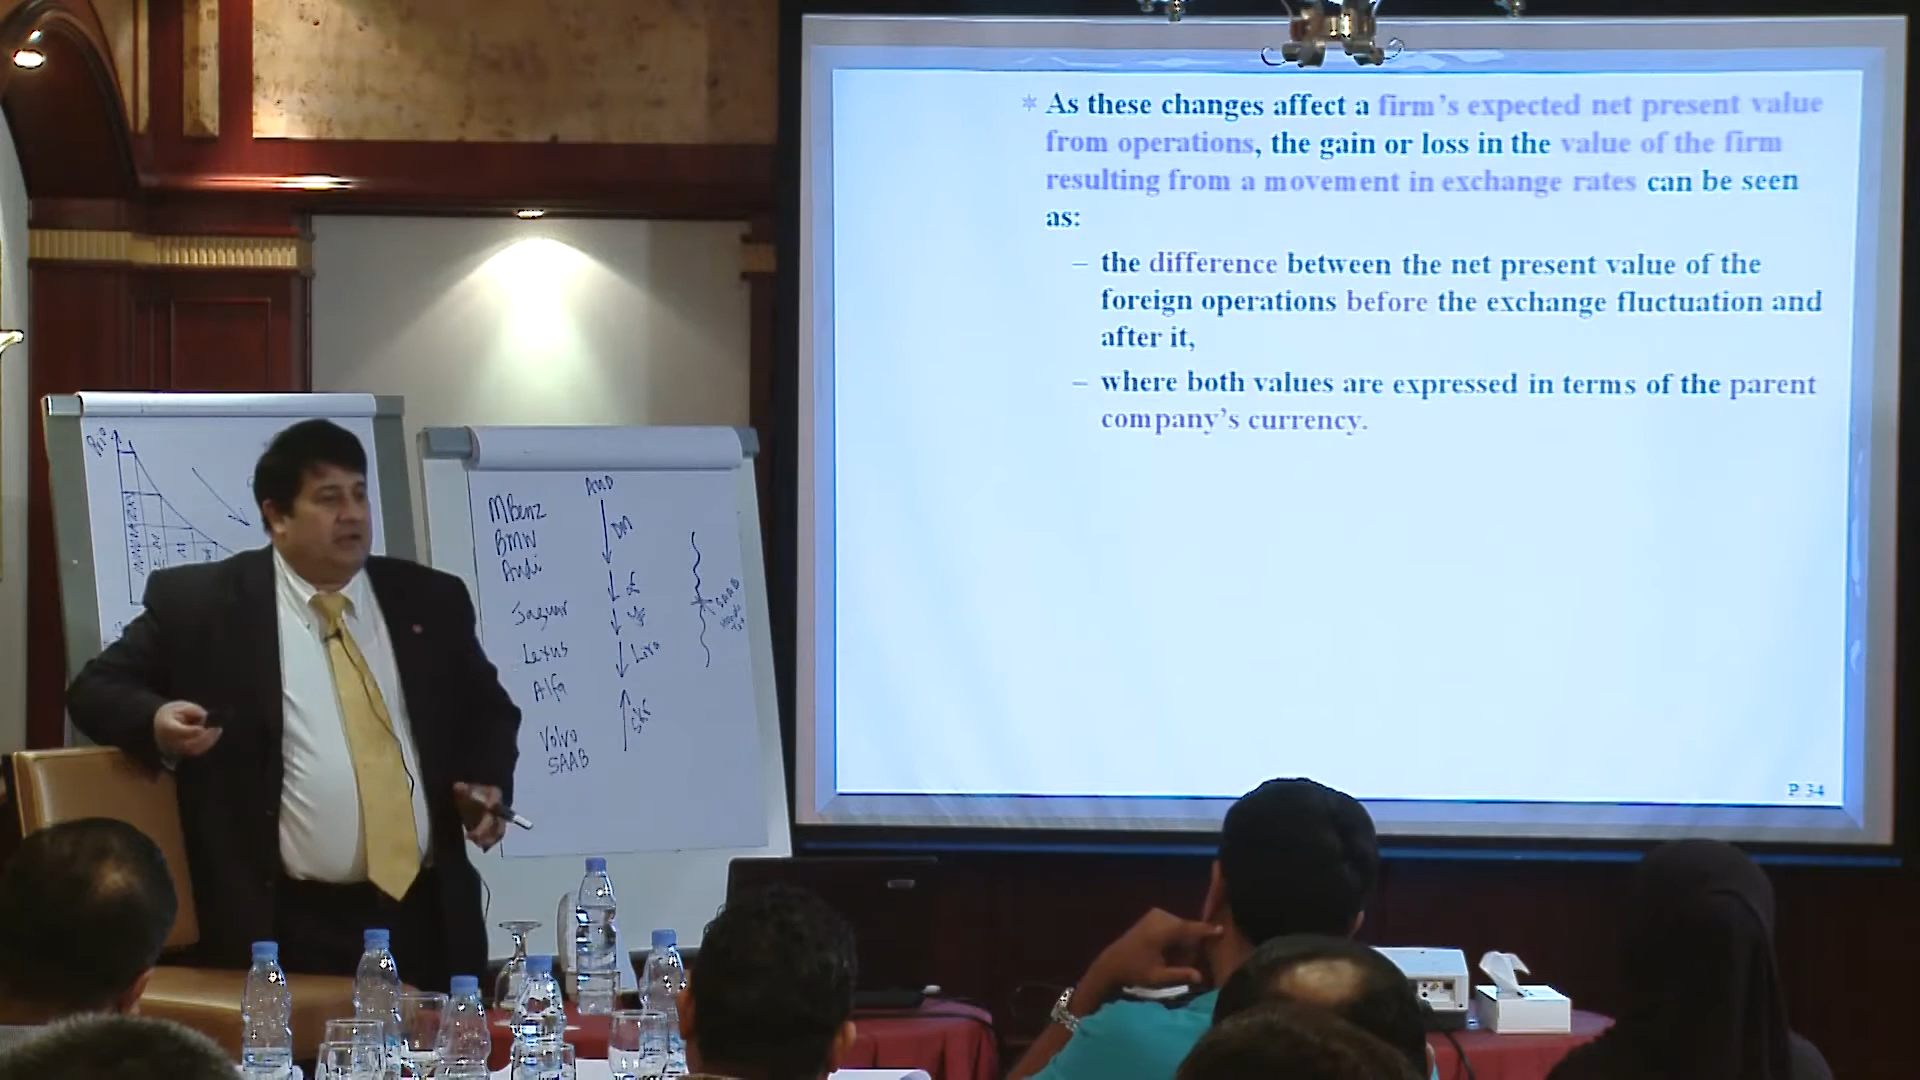 * As these changes affect a firm's expected net present value
from operations, the gain or loss in the value of the firm
resulting from a movement in exchange rates can be seen
as:
– the difference between the net present value of the
foreign operations before the exchange fluctuation and
after it,
– where both values are expressed in terms of the parent
company's currency.
P. 34
MBenz
BMW
Audi
Jaguar
Lexus
Alfa
Volvo
SAAB
DM
£
Lira
SAAB